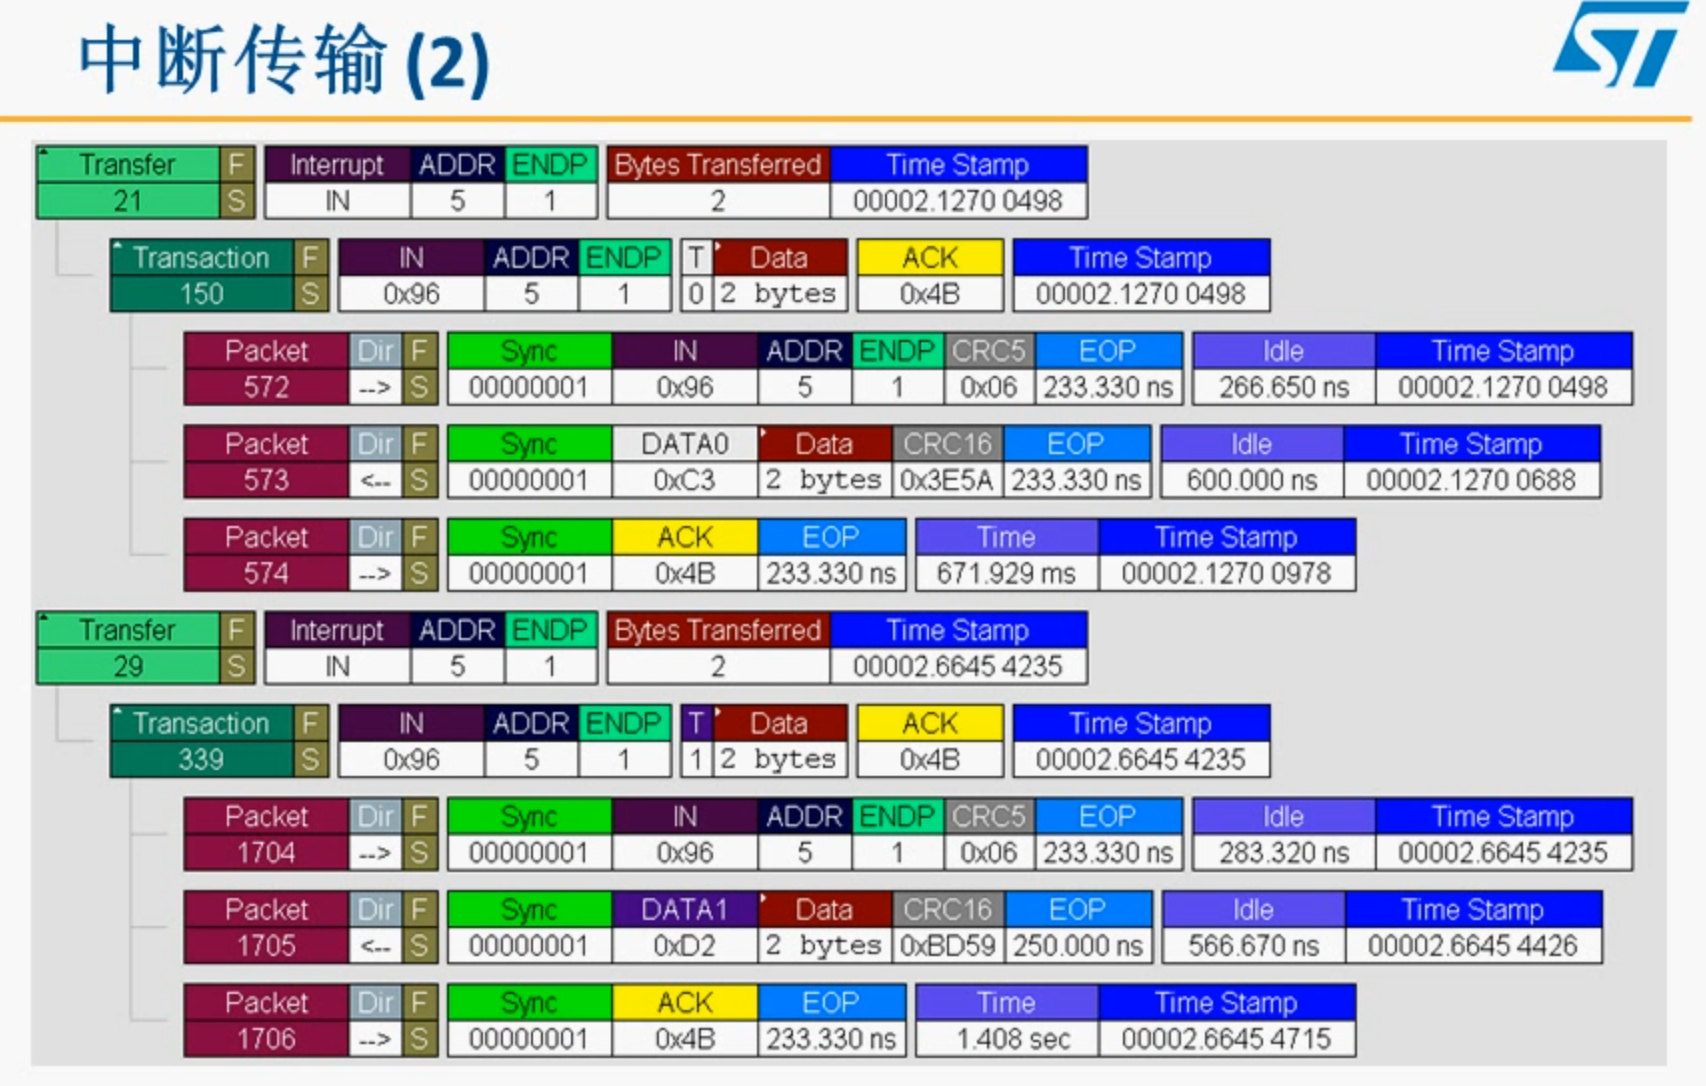 中断传输 (2)
ST
Transfer F Interrupt ADDR ENDP Bytes Transferred Time Stamp
21 S IN 5 1 2 00002.1270 0498
Transaction F IN ADDR ENDP T Data ACK Time Stamp
150 S 0x96 5 1 0 2 bytes 0x4B 00002.1270 0498
Packet Dir F Sync IN ADDR ENDP CRC5 EOP Idle Time Stamp
572 --> S 00000001 0x96 5 1 0x06 233.330 ns 266.650 ns 00002.1270 0498
Packet Dir F Sync DATA0 Data CRC16 EOP Idle Time Stamp
573 <-- S 00000001 0xC3 2 bytes 0x3E5A 233.330 ns 600.000 ns 00002.1270 0688
Packet Dir F Sync ACK EOP Time Time Stamp
574 --> S 00000001 0x4B 233.330 ns 671.929 ms 00002.1270 0978
Transfer F Interrupt ADDR ENDP Bytes Transferred Time Stamp
29 S IN 5 1 2 00002.6645 4235
Transaction F IN ADDR ENDP T Data ACK Time Stamp
339 S 0x96 5 1 1 2 bytes 0x4B 00002.6645 4235
Packet Dir F Sync IN ADDR ENDP CRC5 EOP Idle Time Stamp
1704 --> S 00000001 0x96 5 1 0x06 233.330 ns 283.320 ns 00002.6645 4235
Packet Dir F Sync DATA1 Data CRC16 EOP Idle Time Stamp
1705 <-- S 00000001 0xD2 2 bytes 0xBD59 250.000 ns 566.670 ns 00002.6645 4426
Packet Dir F Sync ACK EOP Time Time Stamp
1706 --> S 00000001 0x4B 233.330 ns 1.408 sec 00002.6645 4715